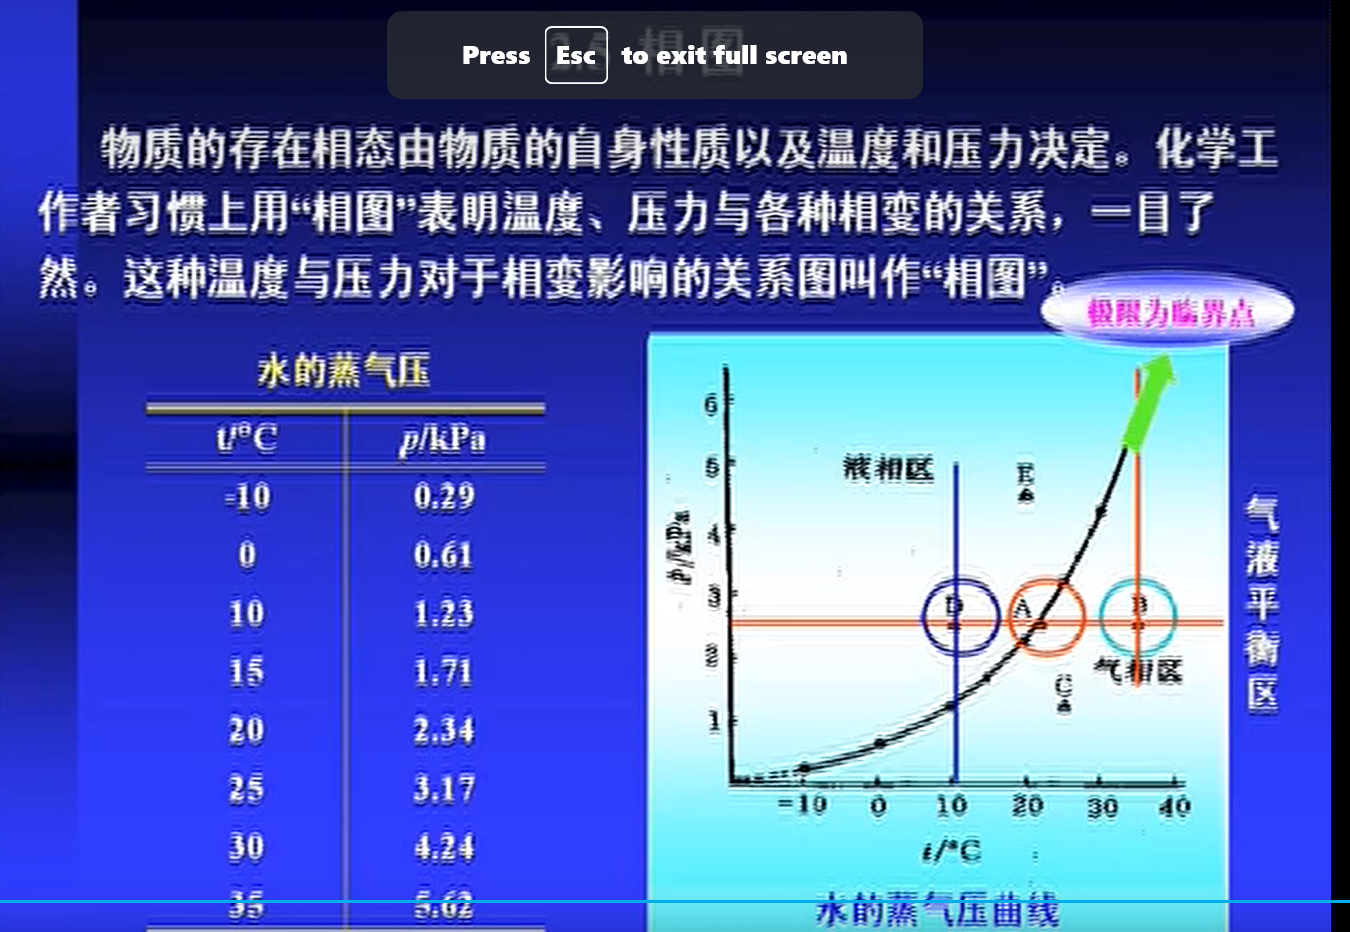 Press Esc to exit full screen
相图
物质的存在相态由物质的自身性质以及温度和压力决定。化学工
作者习惯上用“相图”表明温度、压力与各种相变的关系，一目了
然。这种温度与压力对于相变影响的关系图叫作“相图”。
极限为临界点
水的蒸气压
t/°C p/kPa
-10 0.29
0 0.61
10 1.23
15 1.71
20 2.34
25 3.17
30 4.24
35 5.62
6
5
4
3
2
1
p/kPa
液相区
E
D
A
B
气相区
C
-10 0 10 20 30 40
t/°C
水的蒸气压曲线
气液平衡区